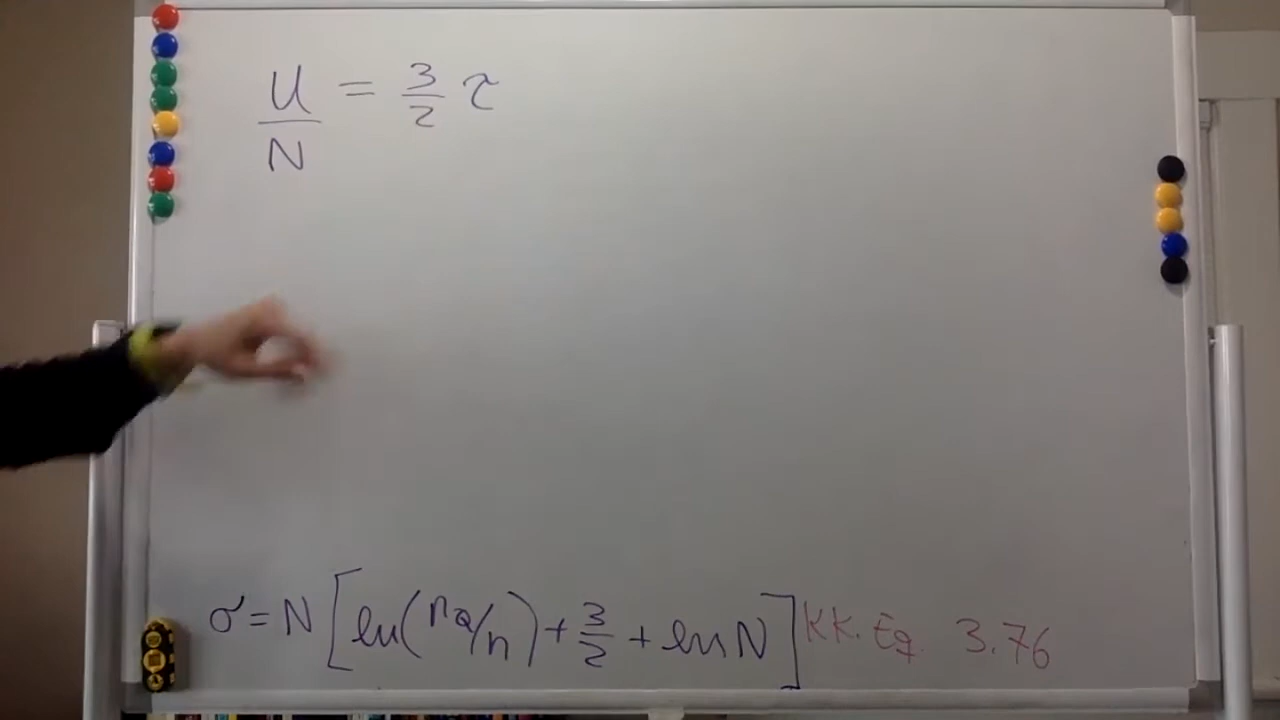 U/N = 3/2 τ
σ = N [ln(nQ/n) + 3/2 + ln N] KK. Eq. 3.76